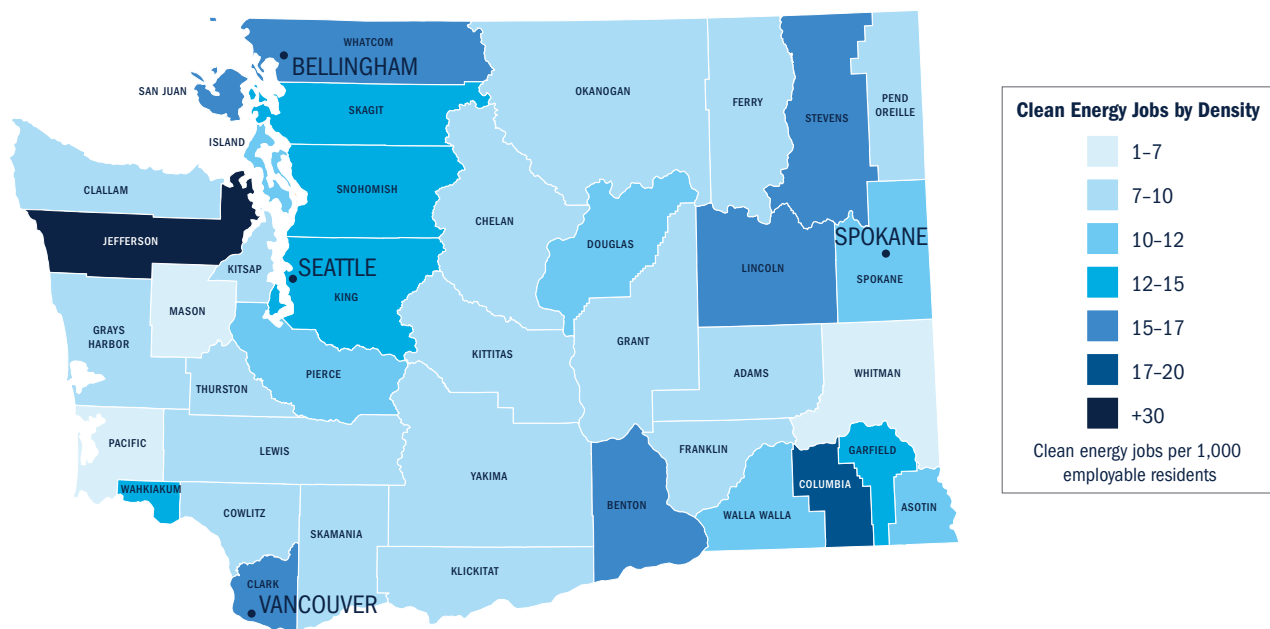 WHATCOM
BELLINGHAM
SAN JUAN
SKAGIT
ISLAND
OKANOGAN
FERRY
STEVENS
PEND
OREILLE
CLALLAM
SNOHOMISH
CHELAN
DOUGLAS
JEFFERSON
KITSAP
SEATTLE
KING
LINCOLN
SPOKANE
SPOKANE
MASON
GRAYS
HARBOR
THURSTON
PIERCE
KITTITAS
GRANT
ADAMS
WHITMAN
PACIFIC
LEWIS
YAKIMA
FRANKLIN
GARFIELD
COLUMBIA
WAHKIAKUM
COWLITZ
SKAMANIA
BENTON
WALLA WALLA
ASOTIN
KLICKITAT
CLARK
VANCOUVER
Clean Energy Jobs by Density
1–7
7–10
10–12
12–15
15–17
17–20
+30
Clean energy jobs per 1,000
employable residents